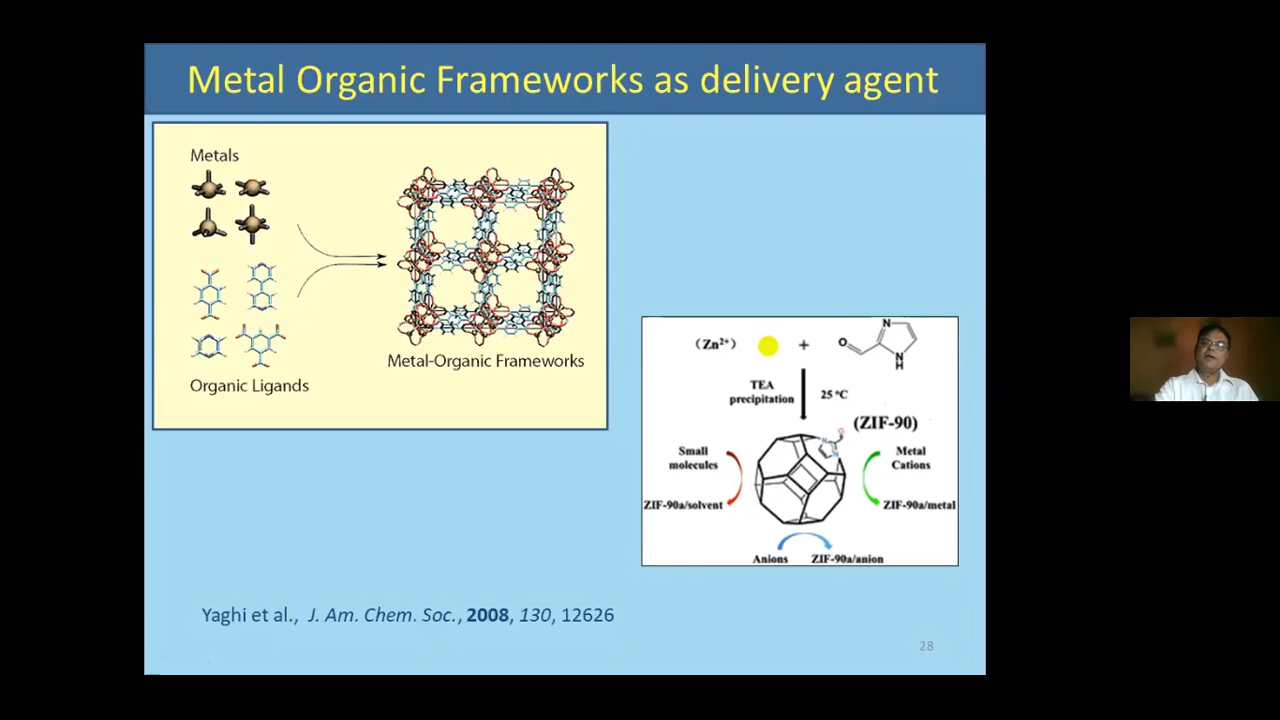 Metal Organic Frameworks as delivery agent
Metals
Organic Ligands
Metal-Organic Frameworks
(Zn²⁺) +
O N N H
TEA
precipitation
25 °C
(ZIF-90)
Small
molecules
ZIF-90a/solvent
Metal
Cations
ZIF-90a/metal
Anions ZIF-90a/anion
Yaghi et al., J. Am. Chem. Soc., 2008, 130, 12626
28